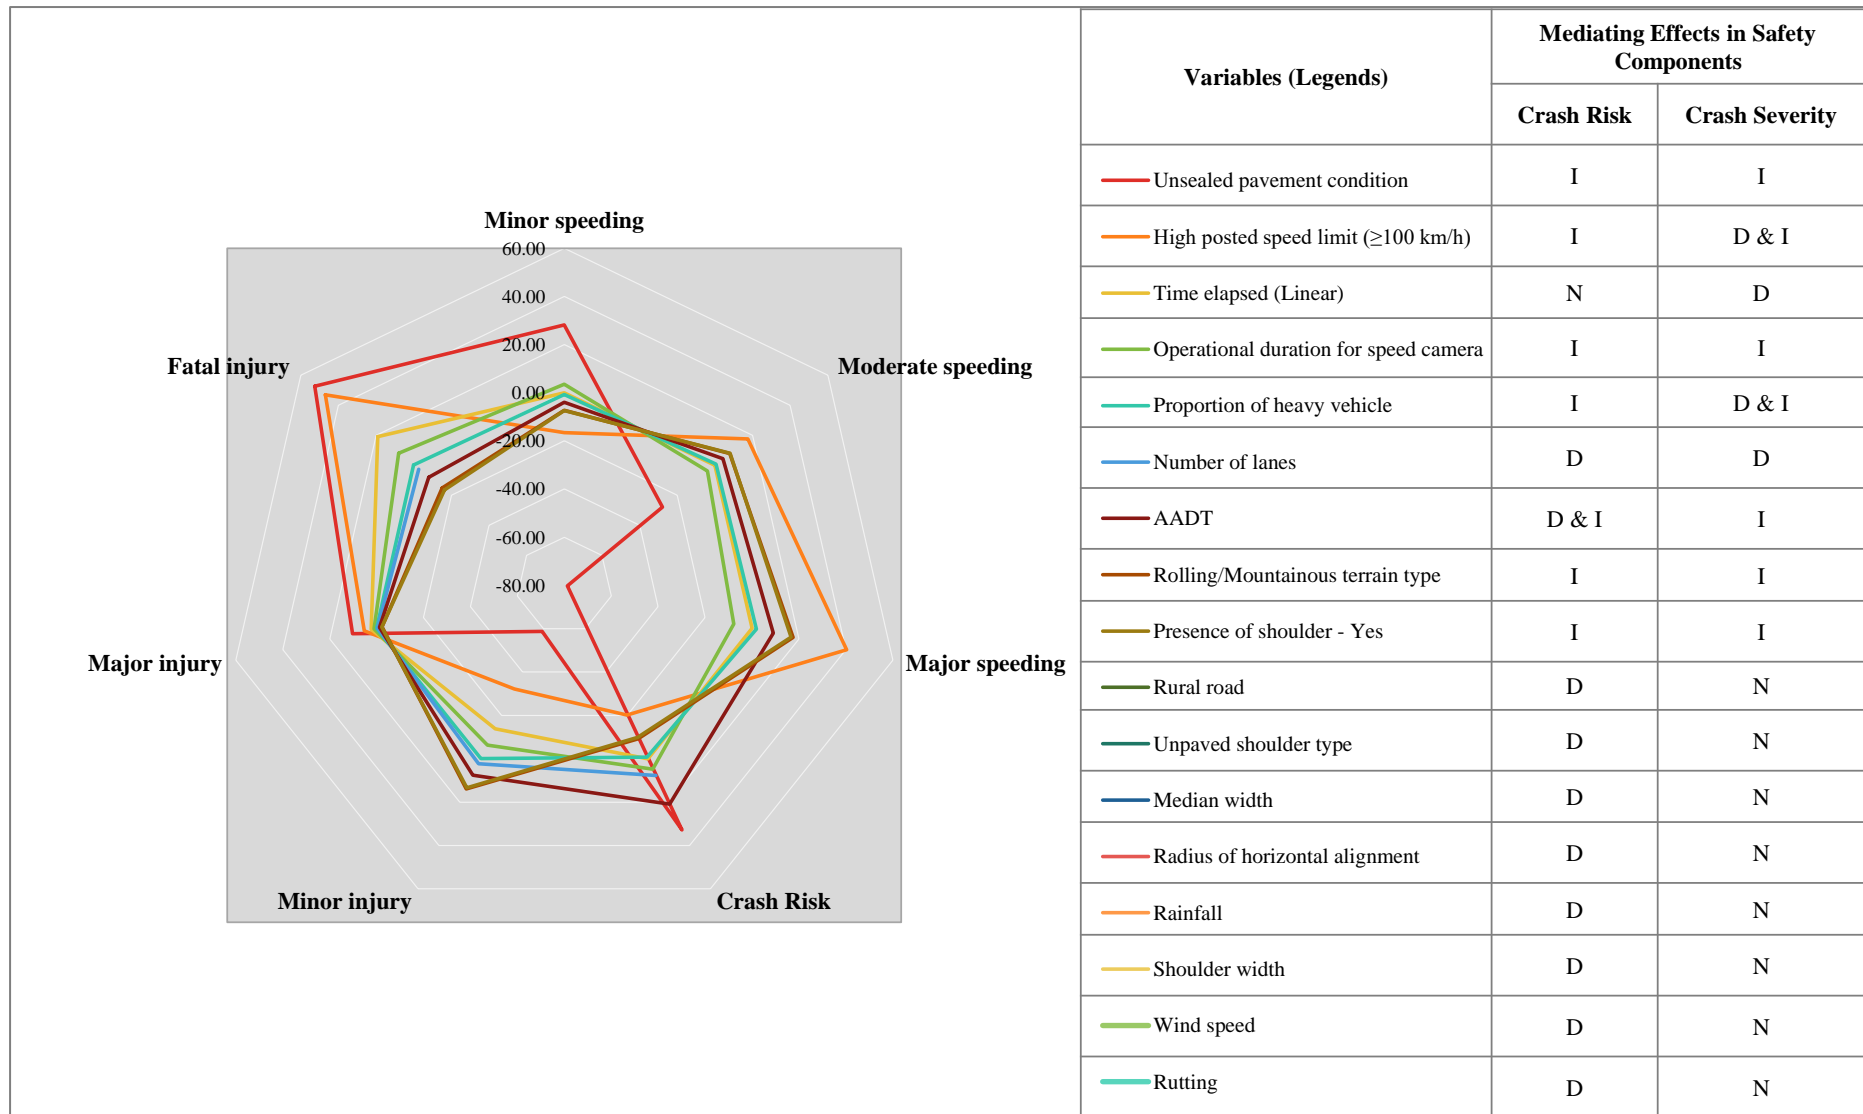 Minor speeding
60.00
40.00
20.00
0.00
-20.00
-40.00
-60.00
-80.00
Fatal injury
Moderate speeding
Major injury
Major speeding
Minor injury
Crash Risk
Variables (Legends)
Mediating Effects in Safety
Components
Crash Risk
Crash Severity
Unsealed pavement condition I I
High posted speed limit (≥100 km/h) I D & I
Time elapsed (Linear) N D
Operational duration for speed camera I I
Proportion of heavy vehicle I D & I
Number of lanes D D
AADT D & I I
Rolling/Mountainous terrain type I I
Presence of shoulder - Yes I I
Rural road D N
Unpaved shoulder type D N
Median width D N
Radius of horizontal alignment D N
Rainfall D N
Shoulder width D N
Wind speed D N
Rutting D N